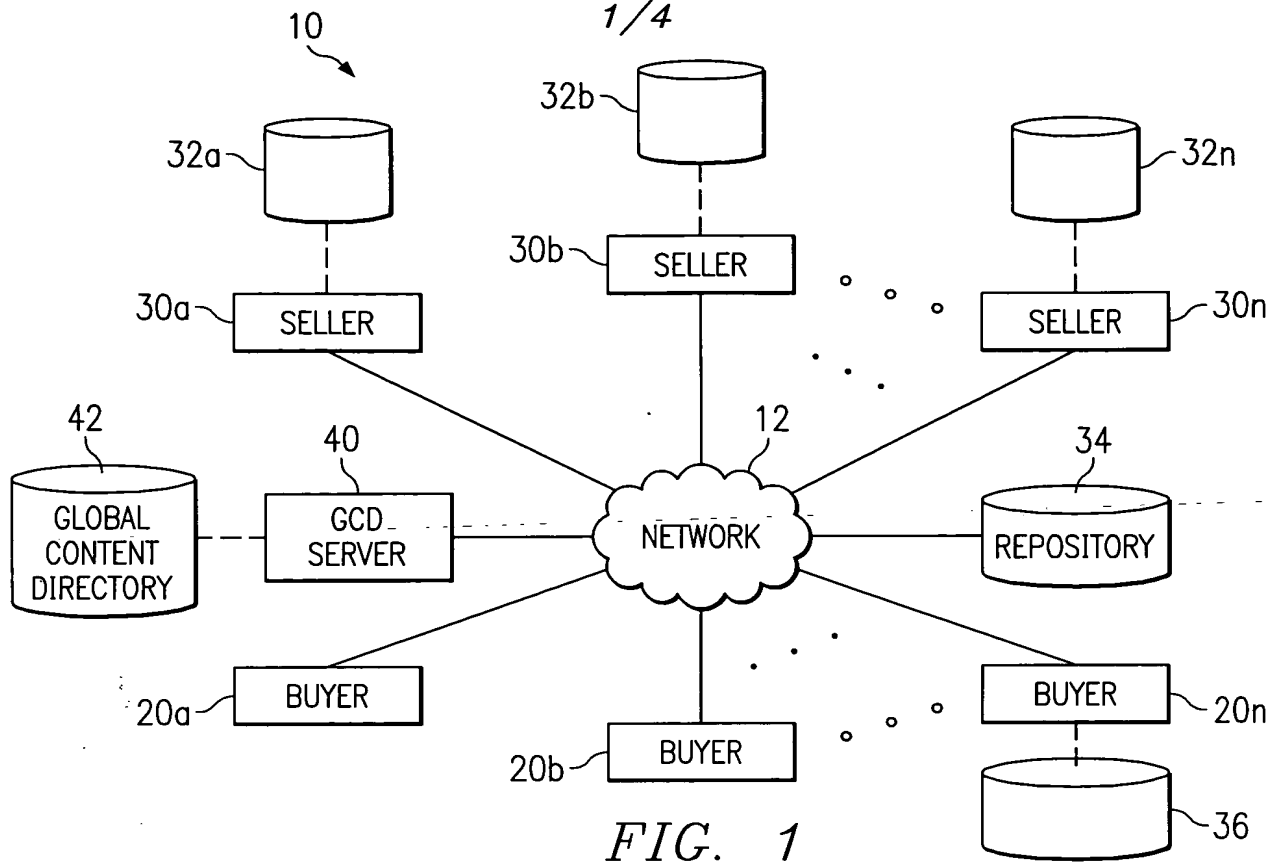 1/4
10
32a
32b
32n
30a
SELLER
30b
SELLER
SELLER
30n
42
GLOBAL
CONTENT
DIRECTORY
40
GCD
SERVER
12
NETWORK
34
REPOSITORY
20a
BUYER
20b
BUYER
BUYER
20n
36
FIG. 1